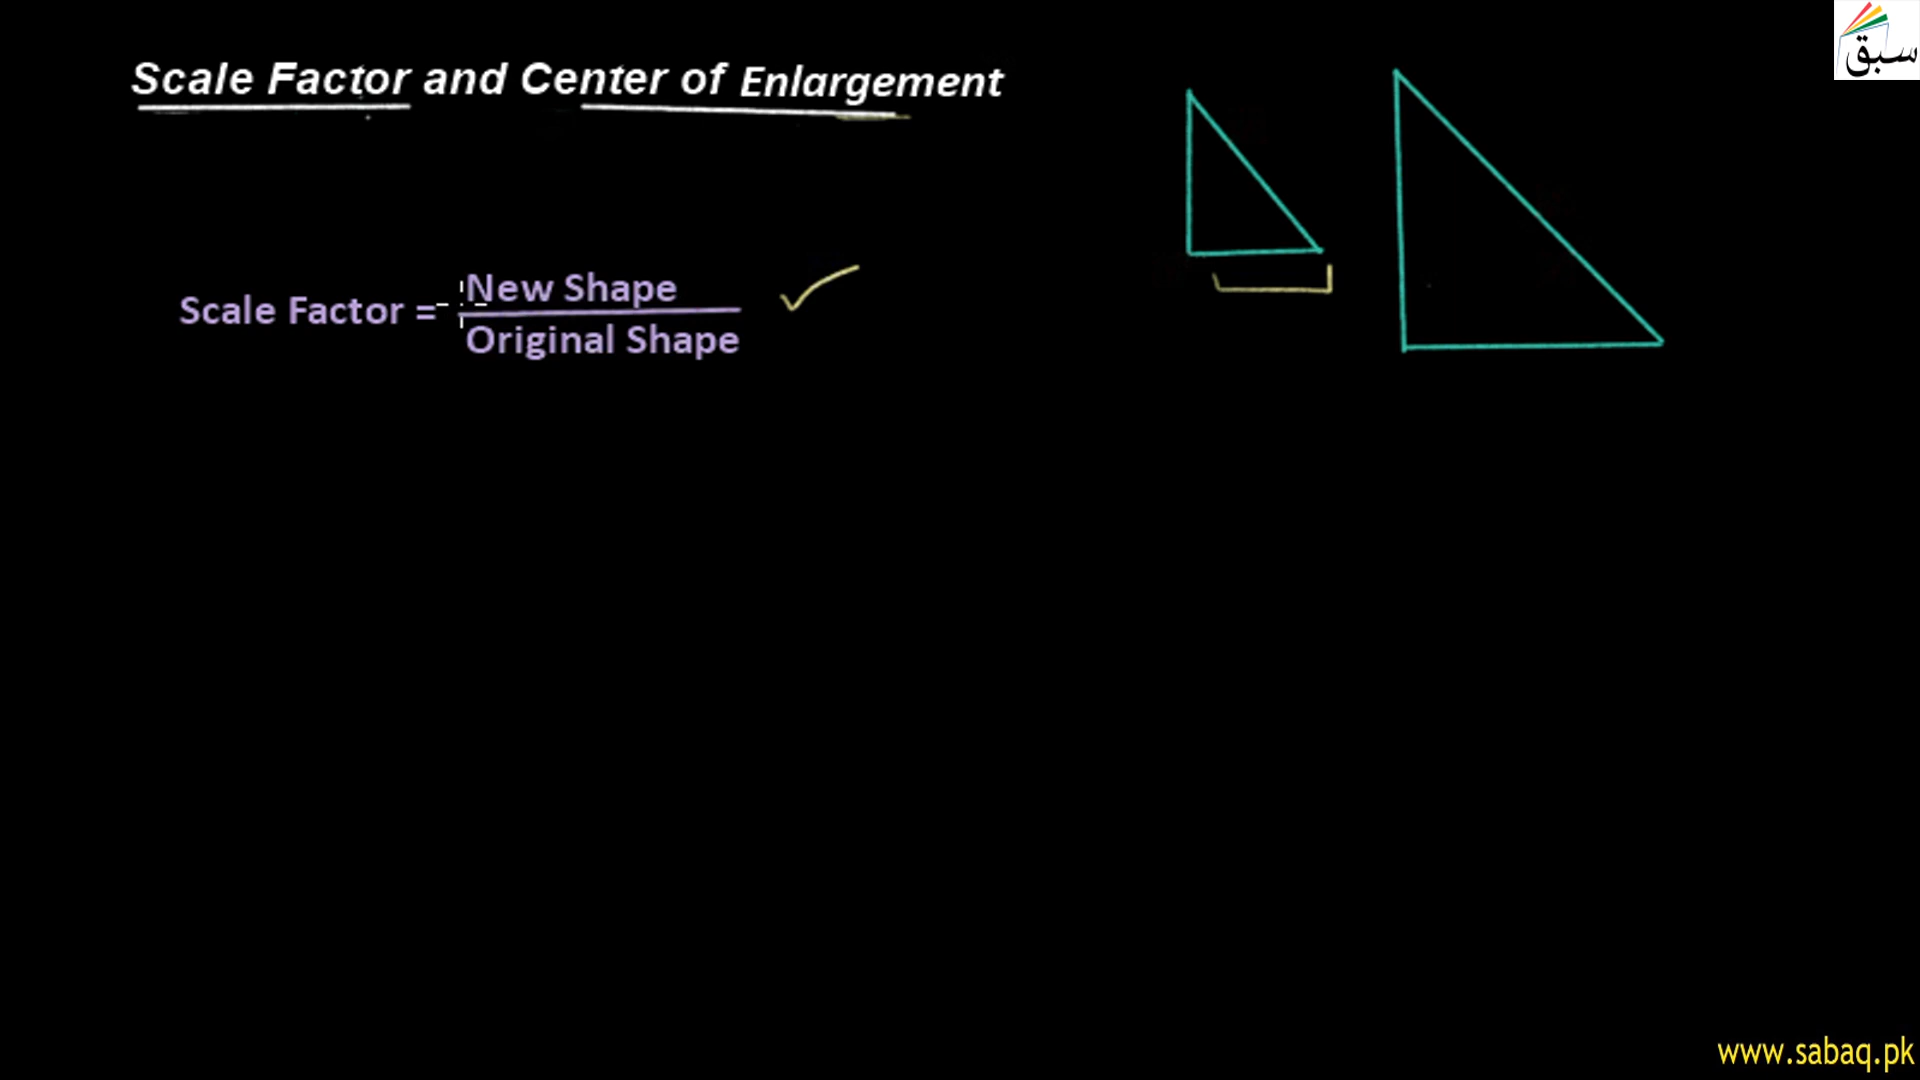 Scale Factor and Center of Enlargement
سبق
Scale Factor = New Shape
Original Shape
www.sabaq.pk